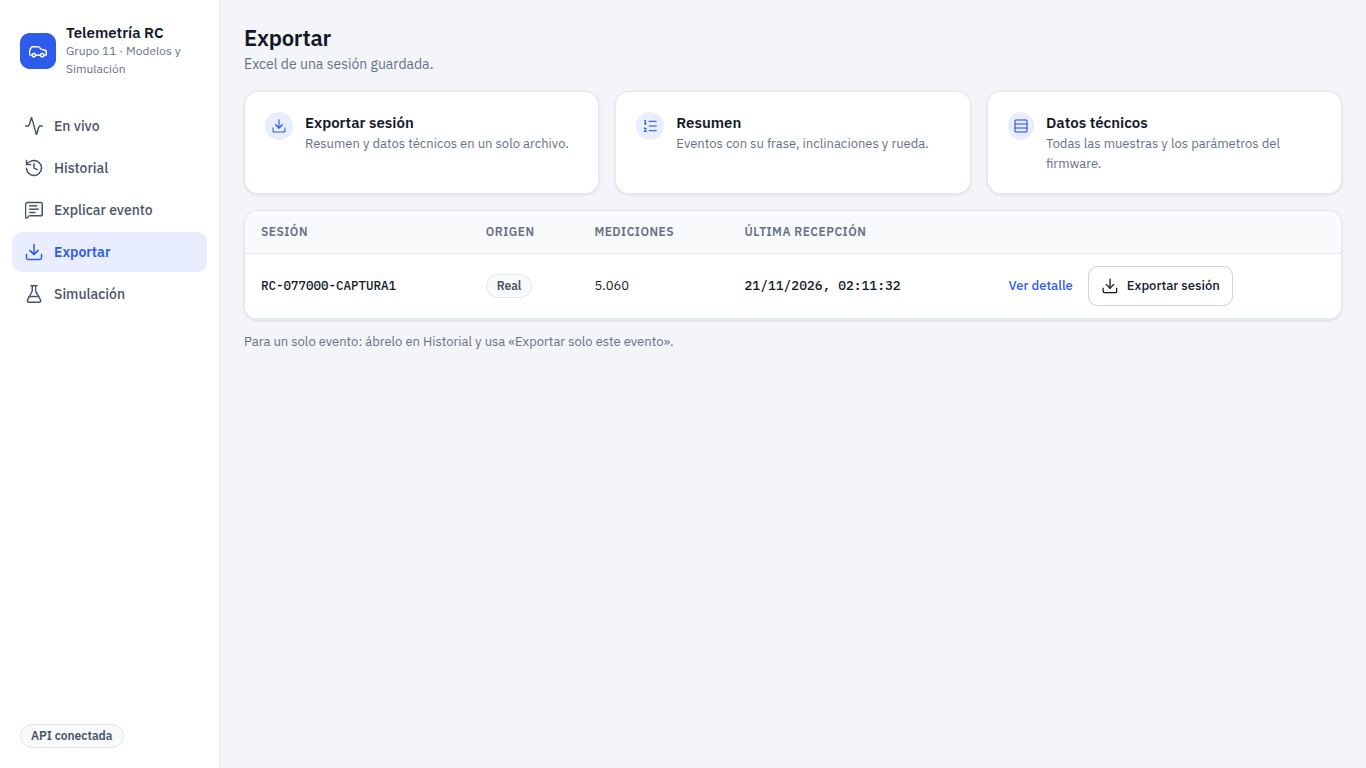 Telemetría RC
Grupo 11 · Modelos y
Simulación
En vivo
Historial
Explicar evento
Exportar
Simulación
API conectada
Exportar
Excel de una sesión guardada.
Exportar sesión
Resumen y datos técnicos en un solo archivo.
Resumen
Eventos con su frase, inclinaciones y rueda.
Datos técnicos
Todas las muestras y los parámetros del
firmware.
SESIÓN ORIGEN MEDICIONES ÚLTIMA RECEPCIÓN
RC-077000-CAPTURA1 Real 5.060 21/11/2026, 02:11:32 Ver detalle Exportar sesión
Para un solo evento: ábrelo en Historial y usa «Exportar solo este evento».